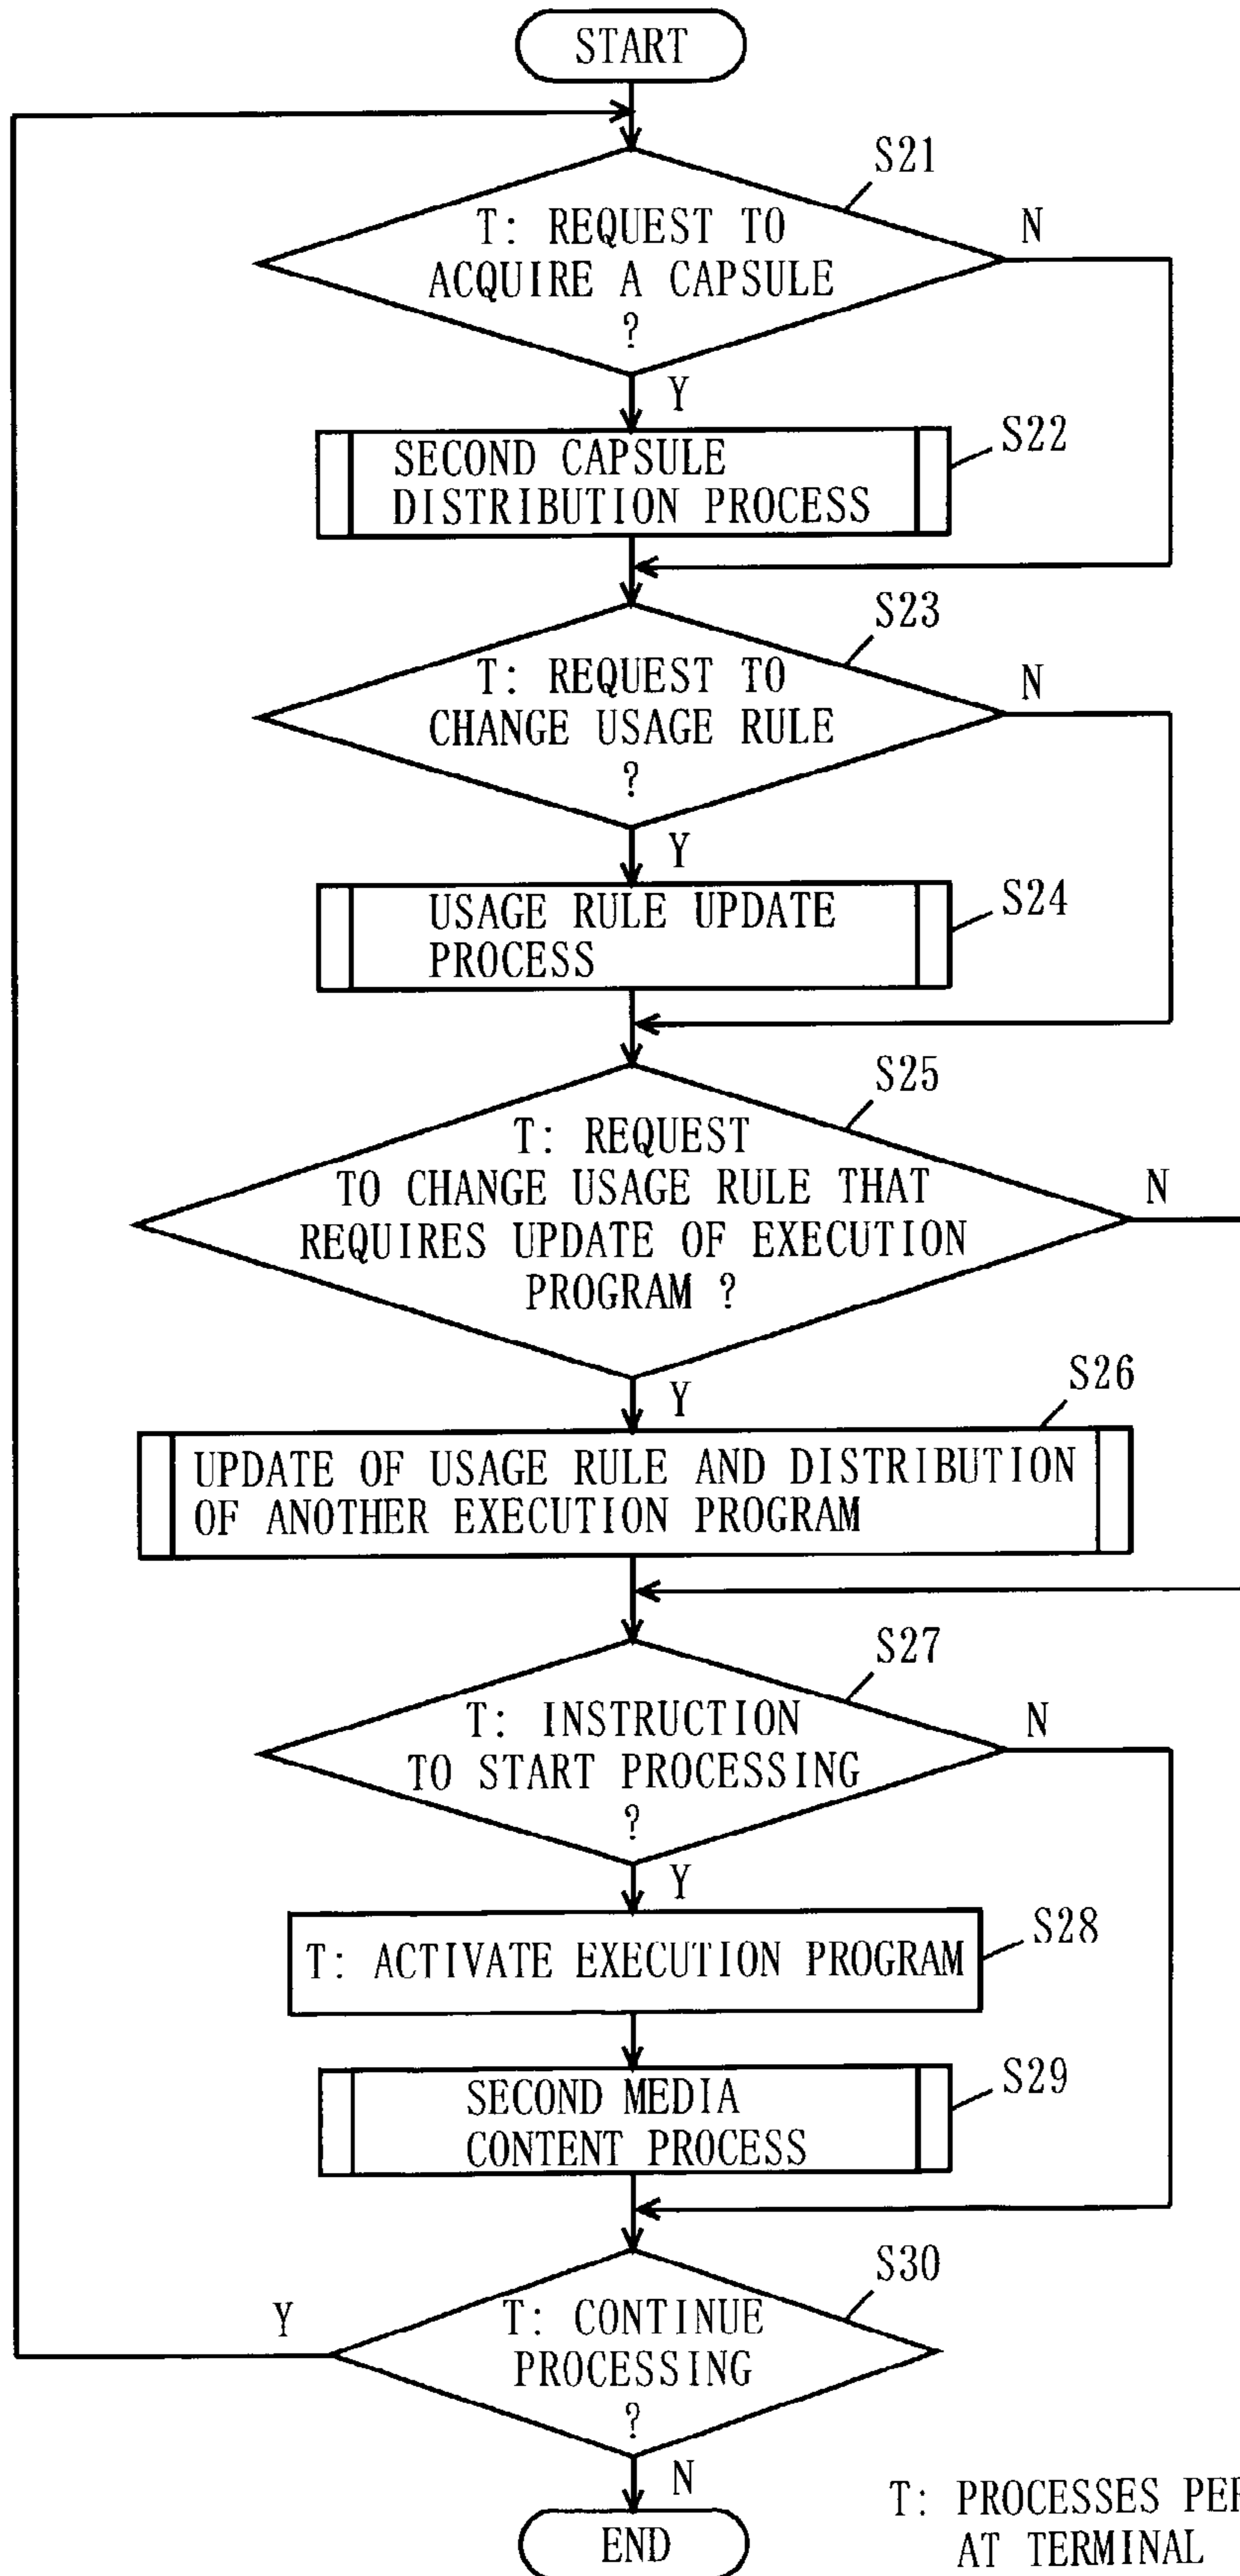 START
S21
T: REQUEST TO
ACQUIRE A CAPSULE
?
N
Y
S22
SECOND CAPSULE
DISTRIBUTION PROCESS
S23
T: REQUEST TO
CHANGE USAGE RULE
?
N
Y
S24
USAGE RULE UPDATE
PROCESS
S25
T: REQUEST
TO CHANGE USAGE RULE THAT
REQUIRES UPDATE OF EXECUTION
PROGRAM ?
N
Y
S26
UPDATE OF USAGE RULE AND DISTRIBUTION
OF ANOTHER EXECUTION PROGRAM
S27
T: INSTRUCTION
TO START PROCESSING
?
N
Y
S28
T: ACTIVATE EXECUTION PROGRAM
S29
SECOND MEDIA
CONTENT PROCESS
S30
T: CONTINUE
PROCESSING
?
Y
N
END
T: PROCESSES
AT TERMINAL